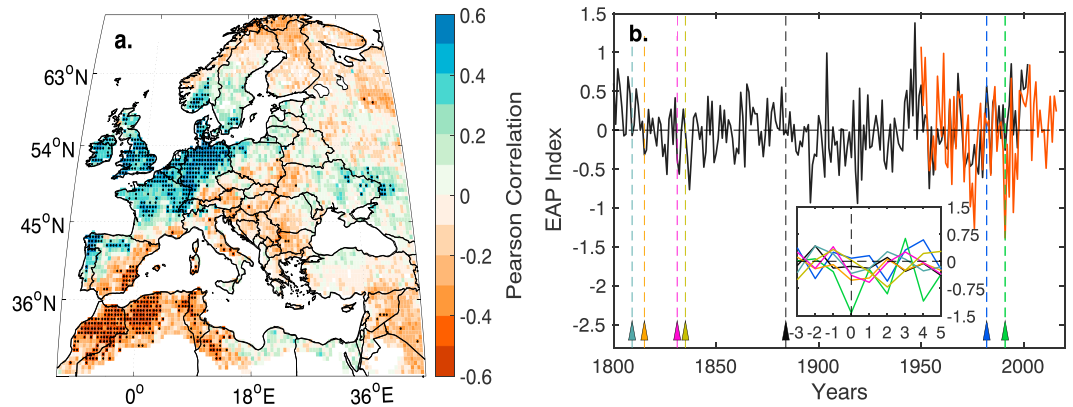 a.
63°N
54°N
45°N
36°N
0°
18°E
36°E
0.6
0.4
0.2
0
-0.2
-0.4
-0.6
Pearson Correlation
b.
EAP Index
1.5
1
0.5
0
-0.5
-1
-1.5
-2
-2.5
1800
1850
1900
1950
2000
Years
1.5
0.75
0
-0.75
-1.5
-3 -2 -1 0 1 2 3 4 5